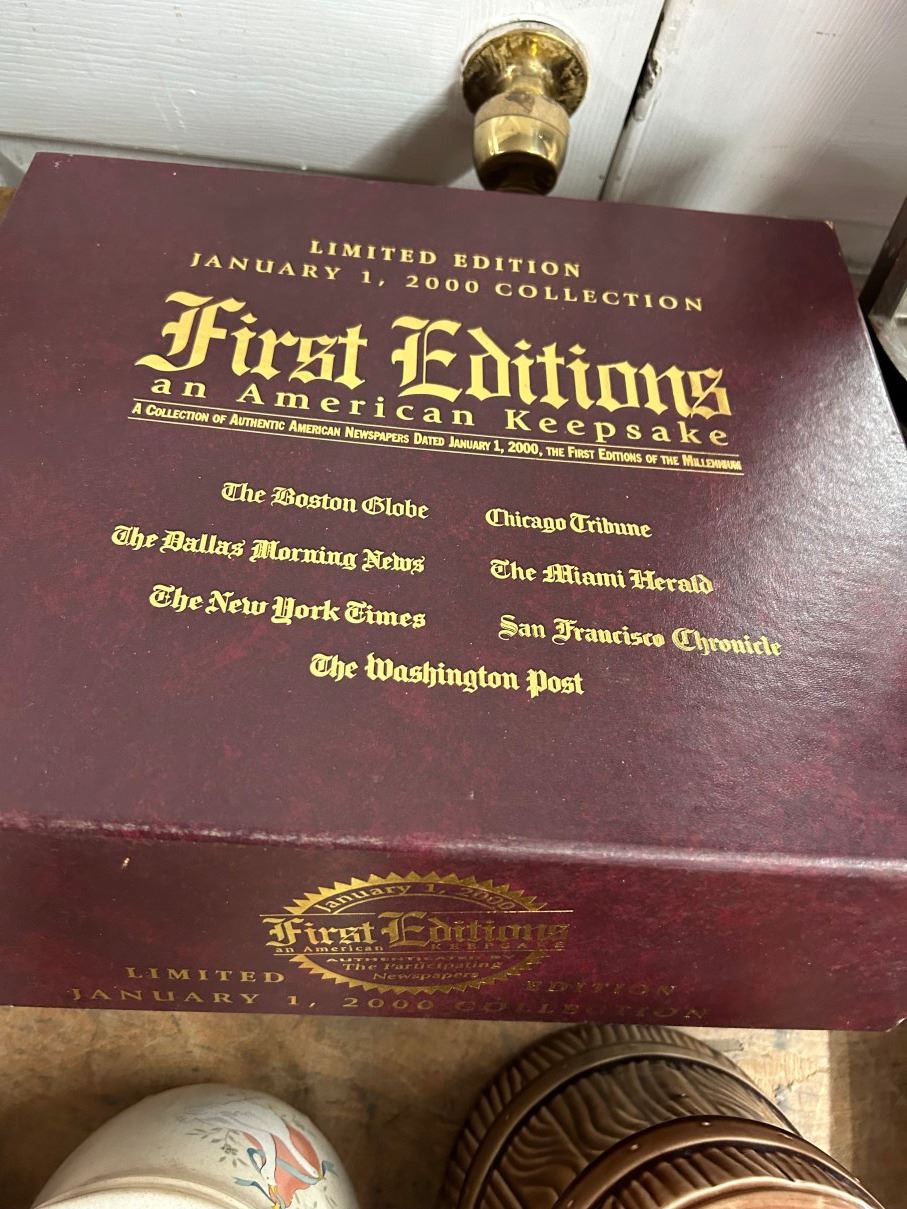 LIMITED EDITION
JANUARY 1, 2000 COLLECTION
First Editions
an American Keepsake
A COLLECTION OF AUTHENTIC AMERICAN NEWSPAPERS DATED JANUARY 1, 2000, THE FIRST EDITIONS OF THE MILLENNIUM
The Boston Globe
Chicago Tribune
The Dallas Morning News
The Miami Herald
The New York Times
San Francisco Chronicle
The Washington Post
January 1, 2000
First Editions
an American KEEPSAKE
AUTHENTICATED BY
The Participating
Newspapers
LIMITED EDITION
JANUARY 1, 2000 COLLECTION